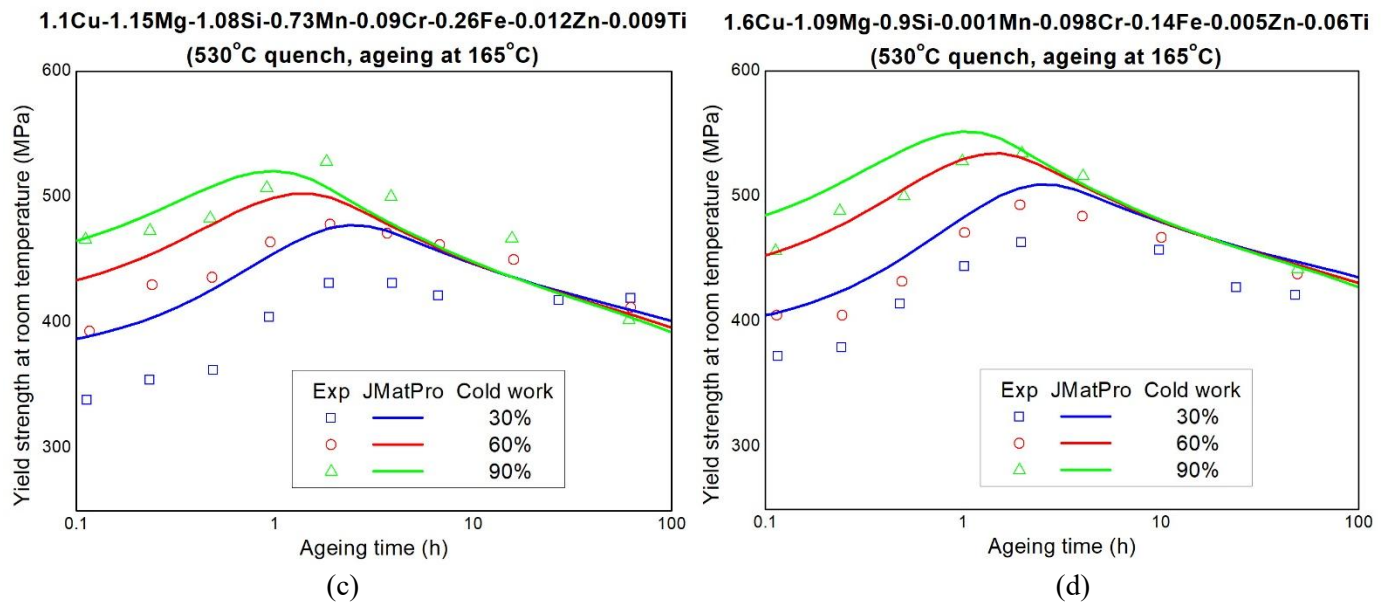 1.1Cu-1.15Mg-1.08Si-0.73Mn-0.09Cr-0.26Fe-0.012Zn-0.009Ti
(530°C quench, ageing at 165°C)
600
500
400
300
Yield strength at room temperature (MPa)
Exp JMatPro Cold work
30%
60%
90%
0.1 1 10 100
Ageing time (h)
(c)
1.6Cu-1.09Mg-0.9Si-0.001Mn-0.098Cr-0.14Fe-0.005Zn-0.06Ti
(530°C quench, ageing at 165°C)
600
500
400
300
Yield strength at room temperature (MPa)
Exp JMatPro Cold work
30%
60%
90%
0.1 1 10 100
Ageing time (h)
(d)